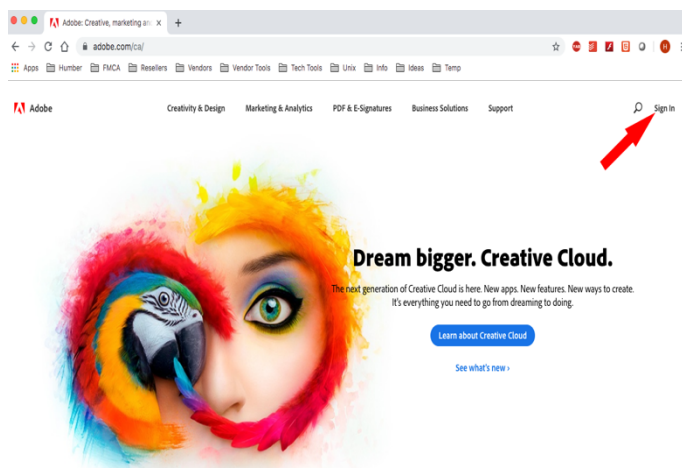 Adobe: Creative, marketing and
adobe.com/ca/
Apps Humber FMCA Resellers Vendors Vendor Tools Tech Tools Unix Info Ideas Temp
Adobe Creativity & Design Marketing & Analytics PDF & E-Signatures Business Solutions Support Sign In
Dream bigger. Creative Cloud.
The next generation of Creative Cloud is here. New apps. New features. New ways to create.
It's everything you need to go from dreaming to doing.
Learn about Creative Cloud
See what's new ›